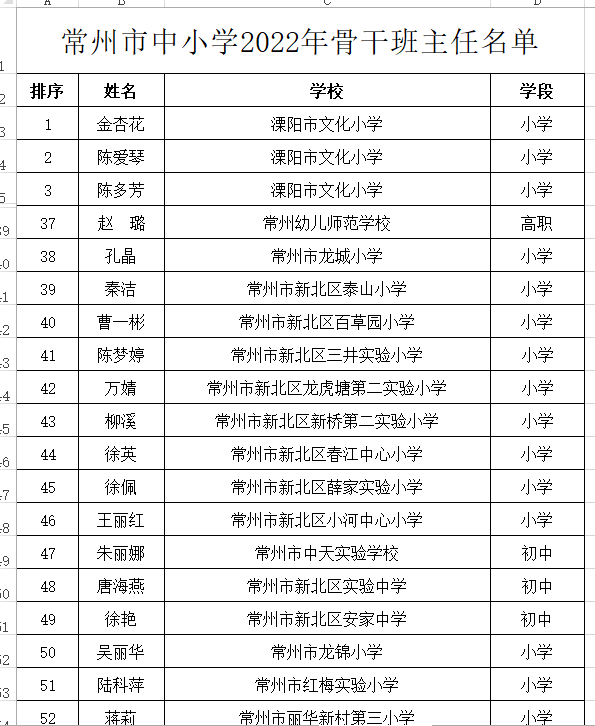 A B C D
常州市中小学2022年骨干班主任名单
排序 姓名 学校 学段
1 金杏花 溧阳市文化小学 小学
2 陈爱琴 溧阳市文化小学 小学
3 陈多芳 溧阳市文化小学 小学
37 赵 璐 常州幼儿师范学校 高职
38 孔晶 常州市龙城小学 小学
39 秦洁 常州市新北区泰山小学 小学
40 曹一彬 常州市新北区百草园小学 小学
41 陈梦婷 常州市新北区三井实验小学 小学
42 万婧 常州市新北区龙虎塘第二实验小学 小学
43 柳溪 常州市新北区新桥第二实验小学 小学
44 徐英 常州市新北区春江中心小学 小学
45 徐佩 常州市新北区薛家实验小学 小学
46 王丽红 常州市新北区小河中心小学 小学
47 朱丽娜 常州市中天实验学校 初中
48 唐海燕 常州市新北区实验中学 初中
49 徐艳 常州市新北区安家中学 初中
50 吴丽华 常州市龙锦小学 小学
51 陆科萍 常州市红梅实验小学 小学
52 蒋莉 常州市丽华新村第三小学 小学